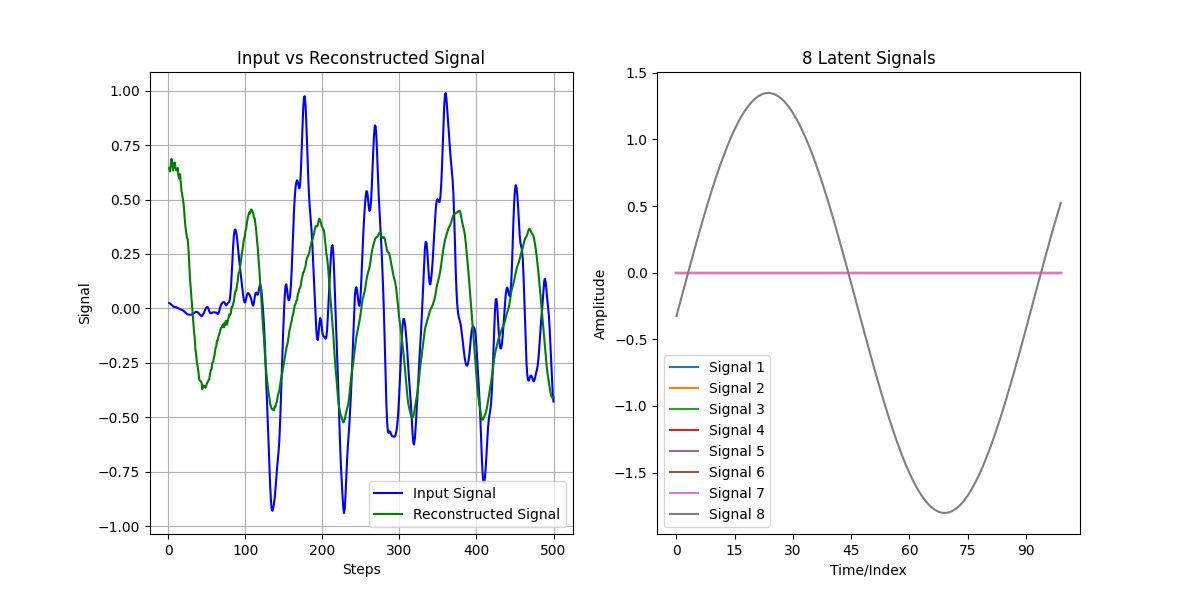 Input vs Reconstructed Signal
Signal
1.00
0.75
0.50
0.25
0.00
−0.25
−0.50
−0.75
−1.00
0
100
200
300
400
500
Steps
Input Signal
Reconstructed Signal
8 Latent Signals
Amplitude
1.5
1.0
0.5
0.0
−0.5
−1.0
−1.5
0
15
30
45
60
75
90
Time/Index
Signal 1
Signal 2
Signal 3
Signal 4
Signal 5
Signal 6
Signal 7
Signal 8